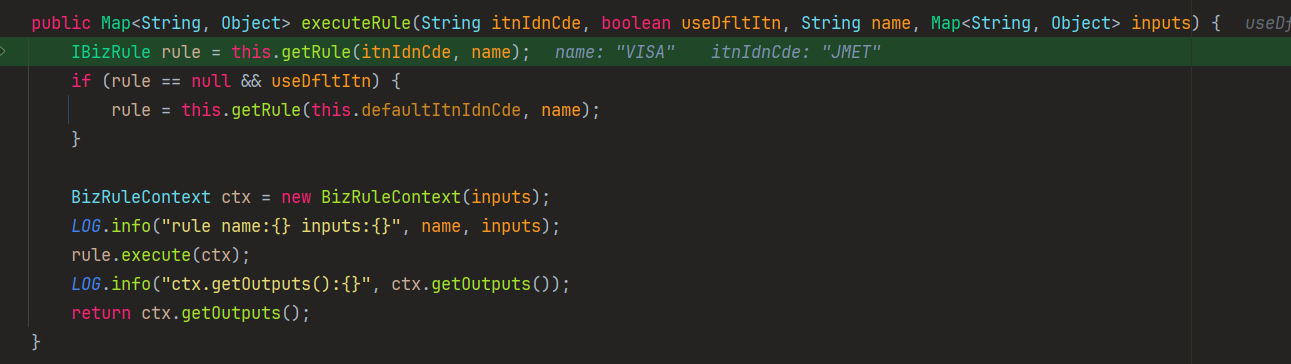 public Map<String, Object> executeRule(String itnIdnCde, boolean useDfltItn, String name, Map<String, Object> inputs) {   useDf
    IBizRule rule = this.getRule(itnIdnCde, name);   name: "VISA"    itnIdnCde: "JMET"
    if (rule == null && useDfltItn) {
        rule = this.getRule(this.defaultItnIdnCde, name);
    }
    BizRuleContext ctx = new BizRuleContext(inputs);
    LOG.info("rule name:{} inputs:{}", name, inputs);
    rule.execute(ctx);
    LOG.info("ctx.getOutputs():{}", ctx.getOutputs());
    return ctx.getOutputs();
}